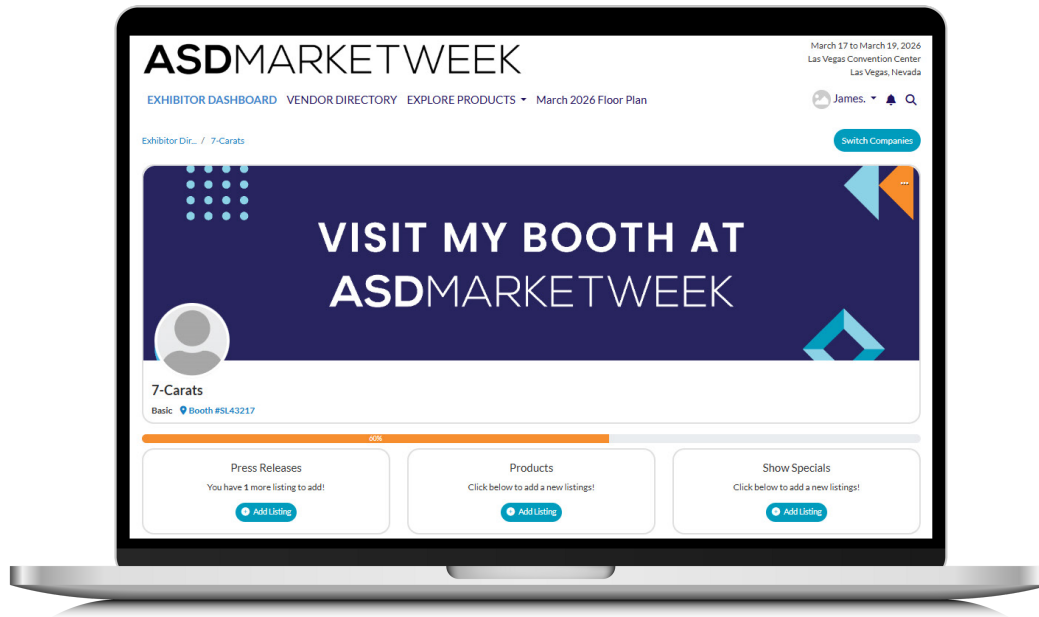 ASDMARKETWEEK
March 17 to March 19, 2026
Las Vegas Convention Center
Las Vegas, Nevada
EXHIBITOR DASHBOARD VENDOR DIRECTORY EXPLORE PRODUCTS March 2026 Floor Plan
James.
Exhibitor Dir... / 7-Carats
Switch Companies
VISIT MY BOOTH AT
ASDMARKETWEEK
7-Carats
Basic Booth #SL43217
60%
Press Releases
You have 1 more listing to add!
Add Listing
Products
Click below to add a new listings!
Add Listing
Show Specials
Click below to add a new listings!
Add Listing